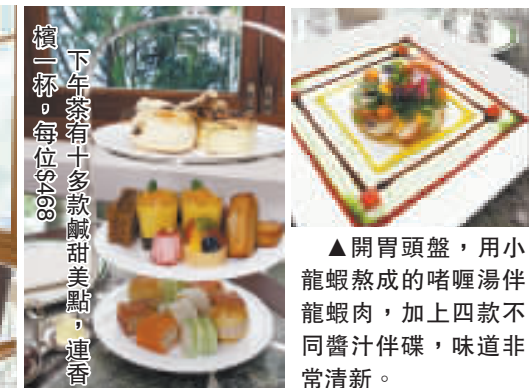 下午茶有十多款鹹甜美點，連香
檳一杯，每位$468
▲開胃頭盤，用小
龍蝦熬成的啫喱湯伴
龍蝦肉，加上四款不
同醬汁伴碟，味道非
常清新。